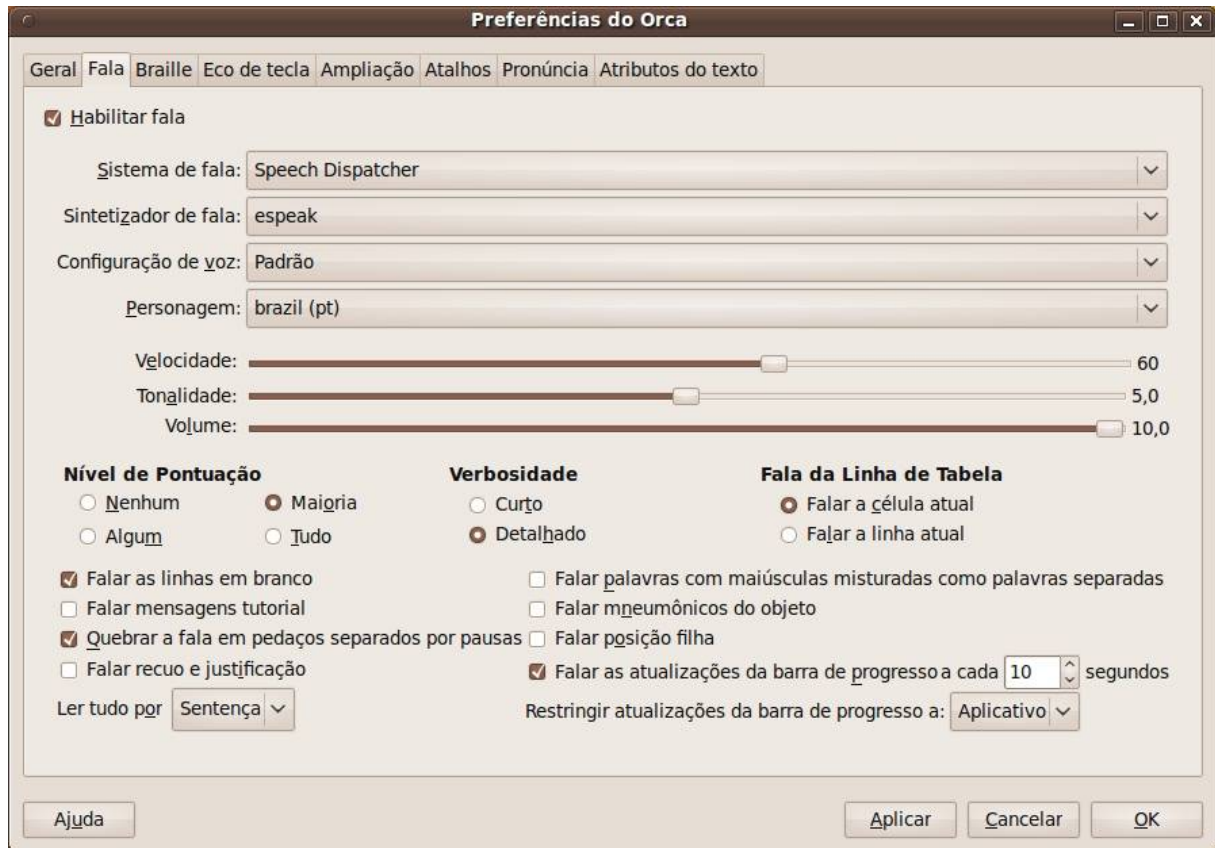 Preferências do Orca
Geral Fala Braille Eco de tecla Ampliação Atalhos Pronúncia Atributos do texto
Habilitar fala
Sistema de fala: Speech Dispatcher
Sintetizador de fala: espeak
Configuração de voz: Padrão
Personagem: brazil (pt)
Velocidade: 60
Tonalidade: 5,0
Volume: 10,0
Nível de Pontuação Verbosidade Fala da Linha de Tabela
Nenhum Maioria Curto Falar a célula atual
Algum Tudo Detalhado Falar a linha atual
Falar as linhas em branco Falar palavras com maiúsculas misturadas como palavras separadas
Falar mensagens tutorial Falar mneumônicos do objeto
Quebrar a fala em pedaços separados por pausas Falar posição filha
Falar recuo e justificação Falar as atualizações da barra de progresso a cada 10 segundos
Ler tudo por Sentença Restringir atualizações da barra de progresso a: Aplicativo
Ajuda Aplicar Cancelar OK